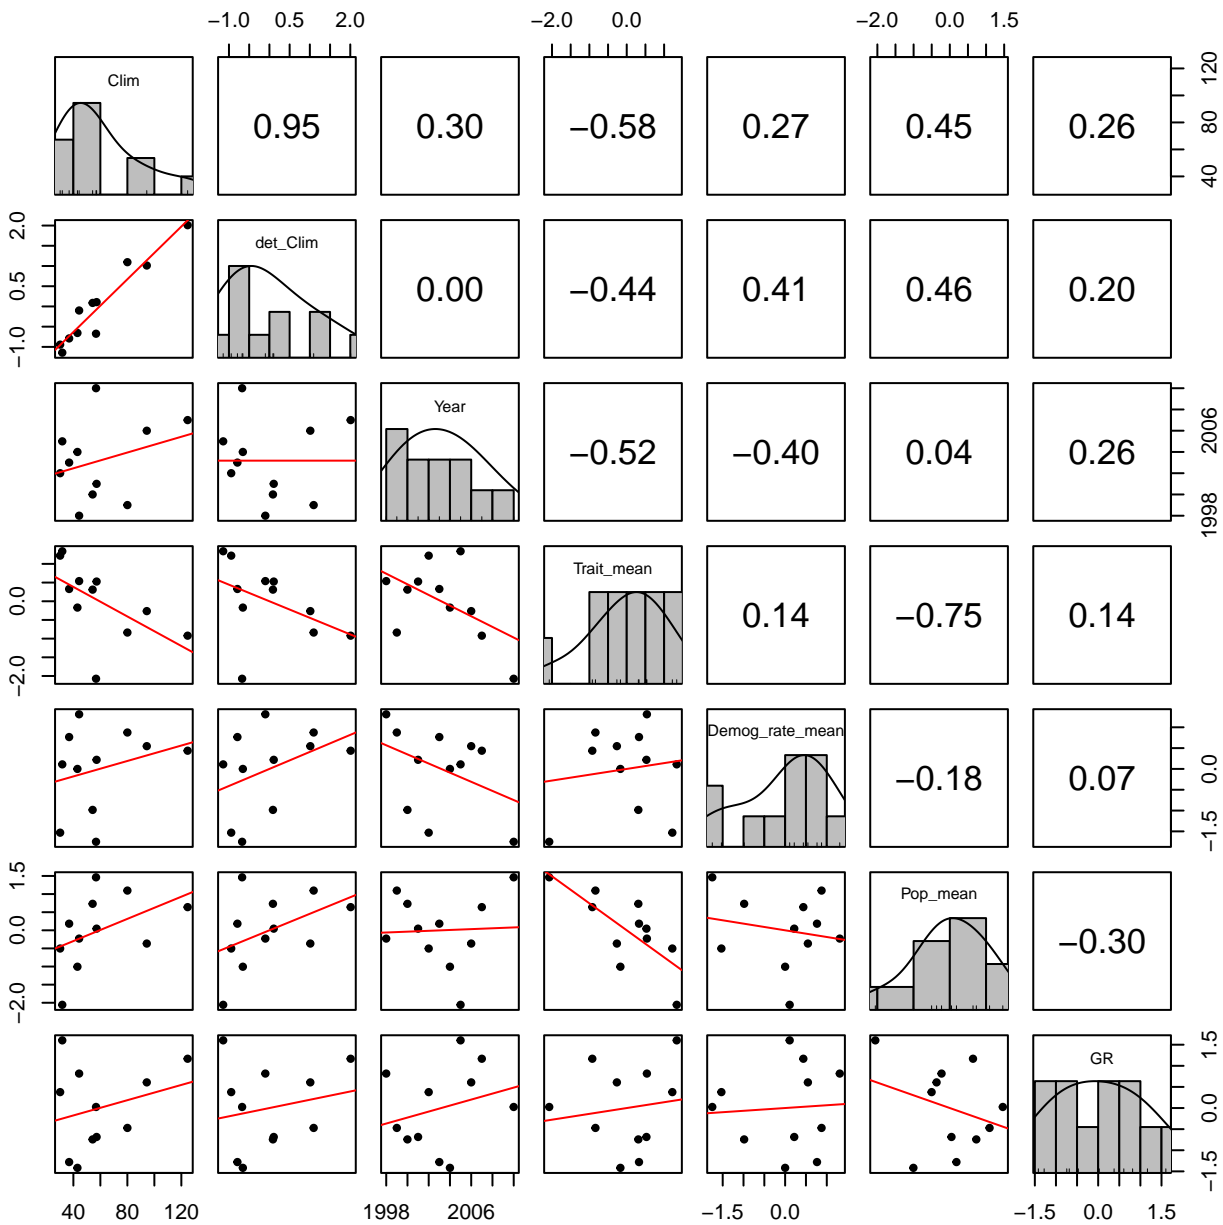 −1.0 0.5 2.0 −2.0 0.0 −2.0 0.0 1.5
Clim 0.95 0.30 −0.58 0.27 0.45 0.26 40 80 120
−1.0 0.5 2.0 det_Clim 0.00 −0.44 0.41 0.46 0.20
Year −0.52 −0.40 0.04 0.26 1998 2006
−2.0 0.0 Trait_mean 0.14 −0.75 0.14
Demog_rate_mean −0.18 0.07 −1.5 0.0
−2.0 0.0 1.5 Pop_mean −0.30
GR −1.5 0.0 1.5
40 80 120 1998 2006 −1.5 0.0 −1.5 0.0 1.5